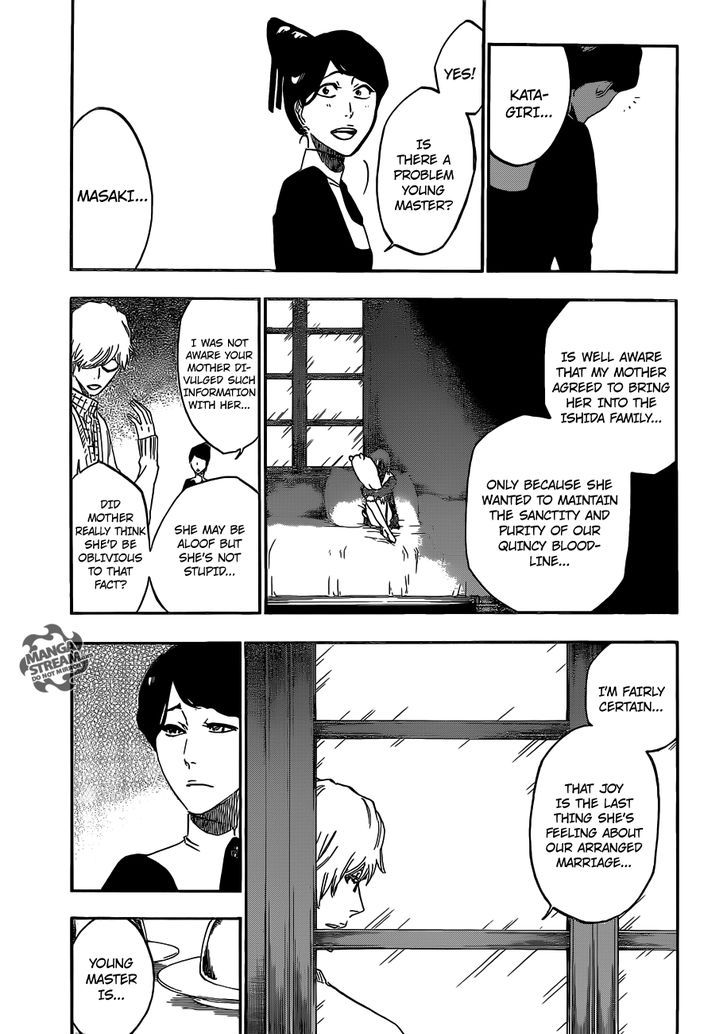 KATA-
GIRI...
YES!
IS
THERE A
PROBLEM
YOUNG
MASTER?
MASAKI...
IS WELL AWARE
THAT MY MOTHER
AGREED TO BRING
HER INTO THE
ISHIDA FAMILY...
ONLY BECAUSE SHE
WANTED TO MAINTAIN
THE SANCTITY AND
PURITY OF OUR
QUINCY BLOOD-
LINE...
I WAS NOT
AWARE YOUR
MOTHER DI-
VULGED SUCH
INFORMATION
WITH HER...
SHE MAY BE
ALOOF BUT
SHE'S NOT
STUPID...
DID
MOTHER
REALLY THINK
SHE'D BE
OBLIVIOUS
TO THAT
FACT?
MANGA
STREAM
DO NOT MIRROR
I'M FAIRLY
CERTAIN...
THAT JOY
IS THE LAST
THING SHE'S
FEELING ABOUT
OUR ARRANGED
MARRIAGE...
YOUNG
MASTER
IS...